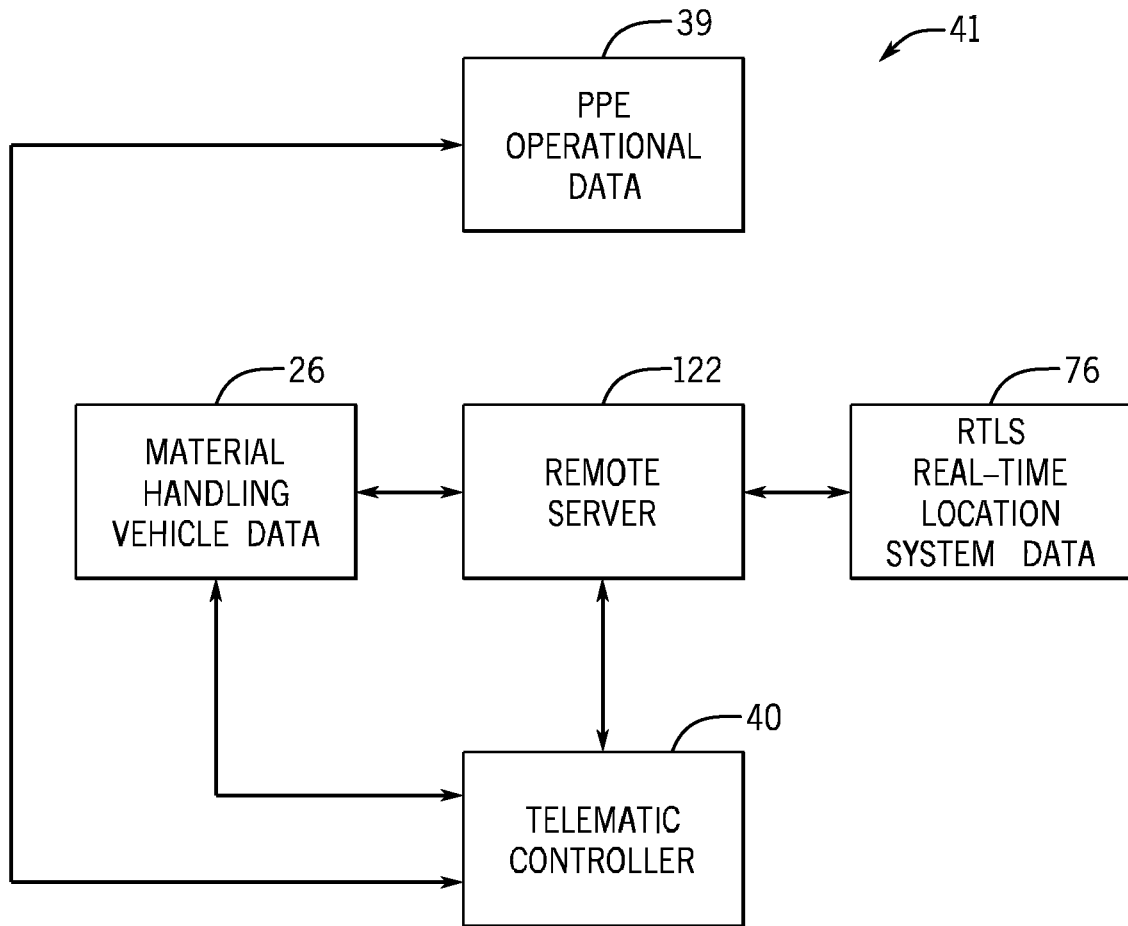 39
41
PPE
OPERATIONAL
DATA
26
122
76
MATERIAL
HANDLING
VEHICLE DATA
REMOTE
SERVER
RTLS
REAL-TIME
LOCATION
SYSTEM DATA
40
TELEMATIC
CONTROLLER